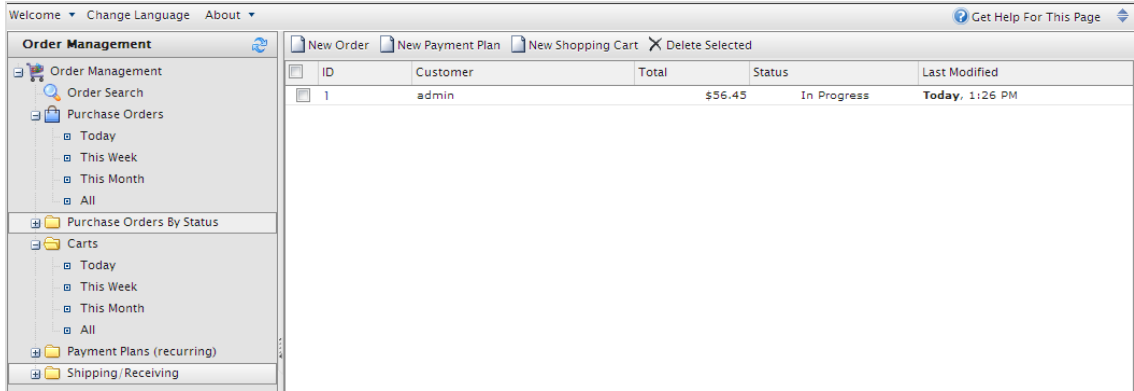 Welcome Change Language About Get Help For This Page
Order Management
New Order New Payment Plan New Shopping Cart Delete Selected
ID Customer Total Status Last Modified
1 admin $56.45 In Progress Today, 1:26 PM
Order Management
Order Search
Purchase Orders
Today
This Week
This Month
All
Purchase Orders By Status
Carts
Today
This Week
This Month
All
Payment Plans (recurring)
Shipping/Receiving